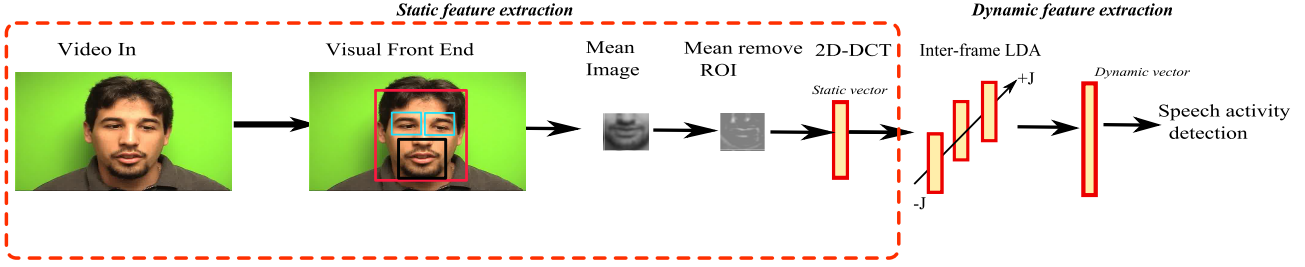 Static feature extraction
Dynamic feature extraction
Video In
Visual Front End
Mean
Image
Mean remove
ROI
2D-DCT
Static vector
Inter-frame LDA
+J
-J
Dynamic vector
Speech activity
detection